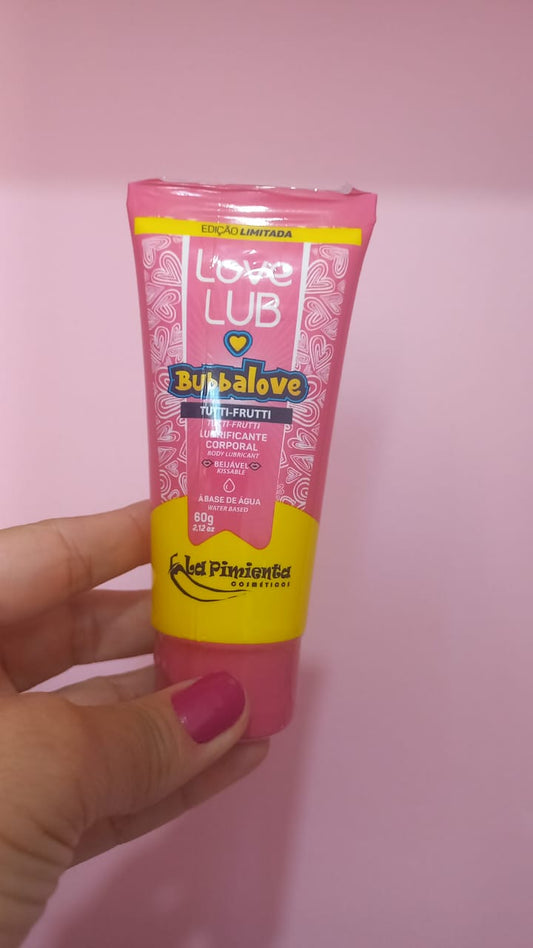 EDIÇÃO LIMITADA
LOVE
LUB
Bubbalove
TUTTI-FRUTTI
TUTTI-FRUTTI
LUBRIFICANTE
CORPORAL
BODY LUBRICANT
BEIJÁVEL
KISSABLE
À BASE DE ÁGUA
WATER BASED
60g
2,12 oz
La Pimienta
COSMÉTICOS